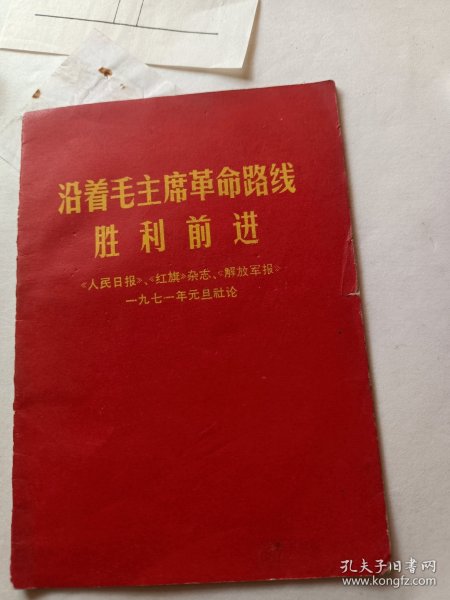 沿着毛主席革命路线
胜利前进
《人民日报》、《红旗》杂志、《解放军报》
一九七一年元旦社论
孔夫子旧书网
www.kongfz.com